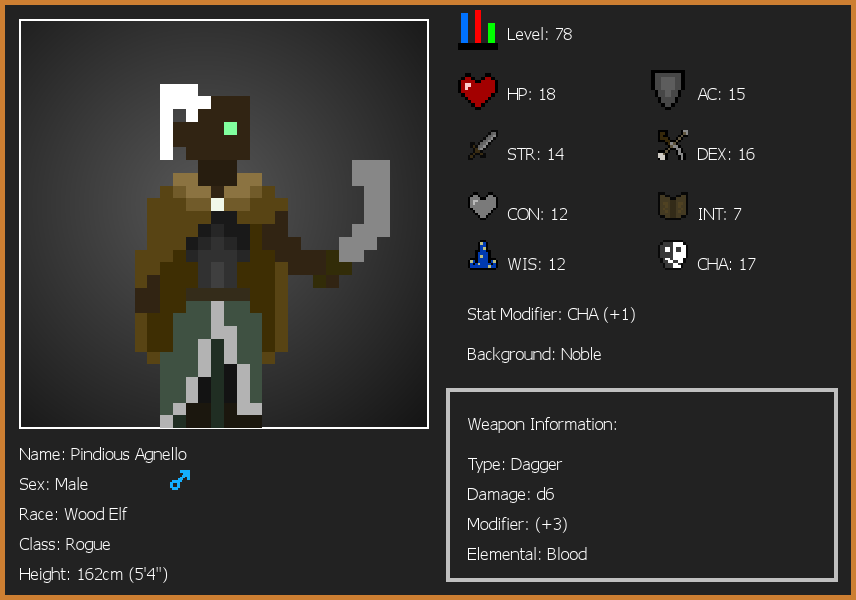 Level: 78
HP: 18
AC: 15
STR: 14
DEX: 16
CON: 12
INT: 7
WIS: 12
CHA: 17
Stat Modifier: CHA (+1)
Background: Noble
Weapon Information:
Type: Dagger
Damage: d6
Modifier: (+3)
Elemental: Blood
Name: Pindious Agnello
Sex: Male
Race: Wood Elf
Class: Rogue
Height: 162cm (5'4")